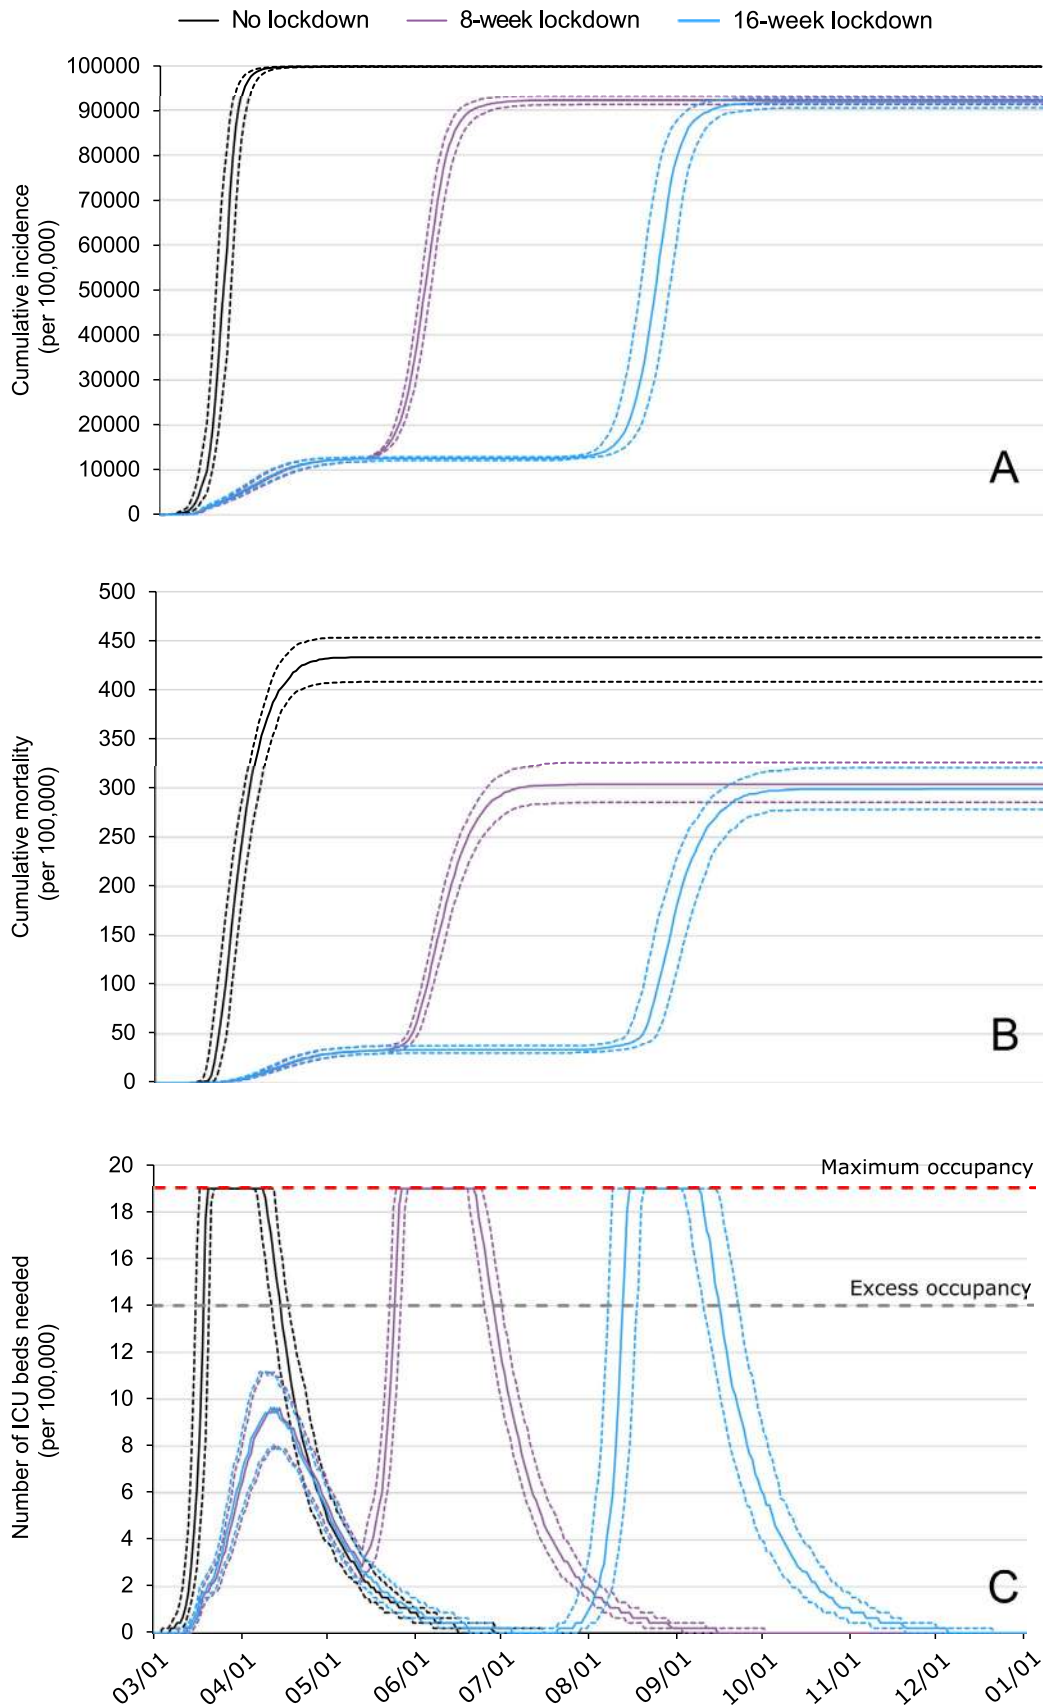 No lockdown 8-week lockdown 16-week lockdown
100000
90000
80000
70000
60000
50000
40000
30000
20000
10000
0
Cumulative incidence
(per 100,000)
A
500
450
400
350
300
250
200
150
100
50
0
Cumulative mortality
(per 100,000)
B
20
18
16
14
12
10
8
6
4
2
0
Number of ICU beds needed
(per 100,000)
Maximum occupancy
Excess occupancy
C
03/01 04/01 05/01 06/01 07/01 08/01 09/01 10/01 11/01 12/01 01/01